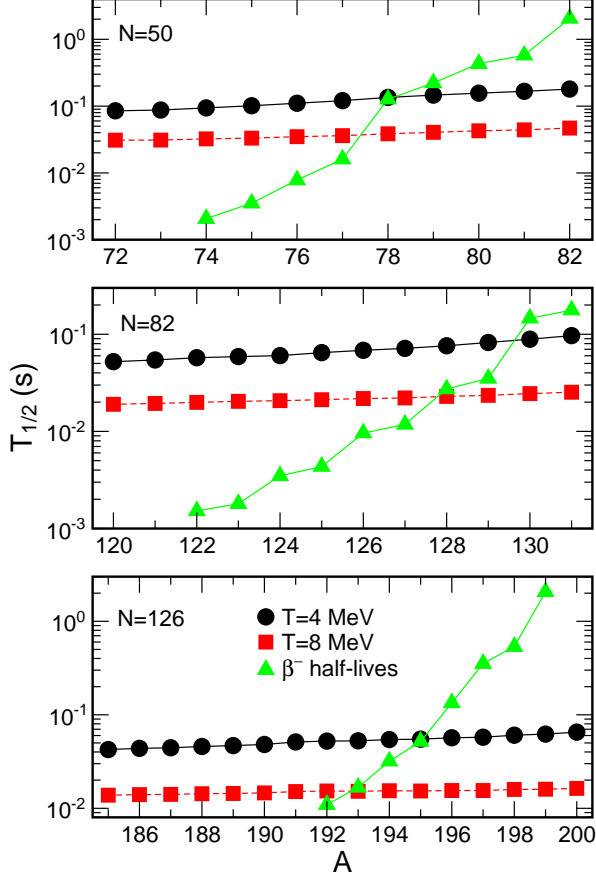 N=50
10^0
10^-1
10^-2
10^-3
72 74 76 78 80 82
N=82
10^-1
10^-2
10^-3
120 122 124 126 128 130
T_1/2 (s)
N=126
T=4 MeV
T=8 MeV
β^- half-lives
10^0
10^-1
10^-2
186 188 190 192 194 196 198 200
A